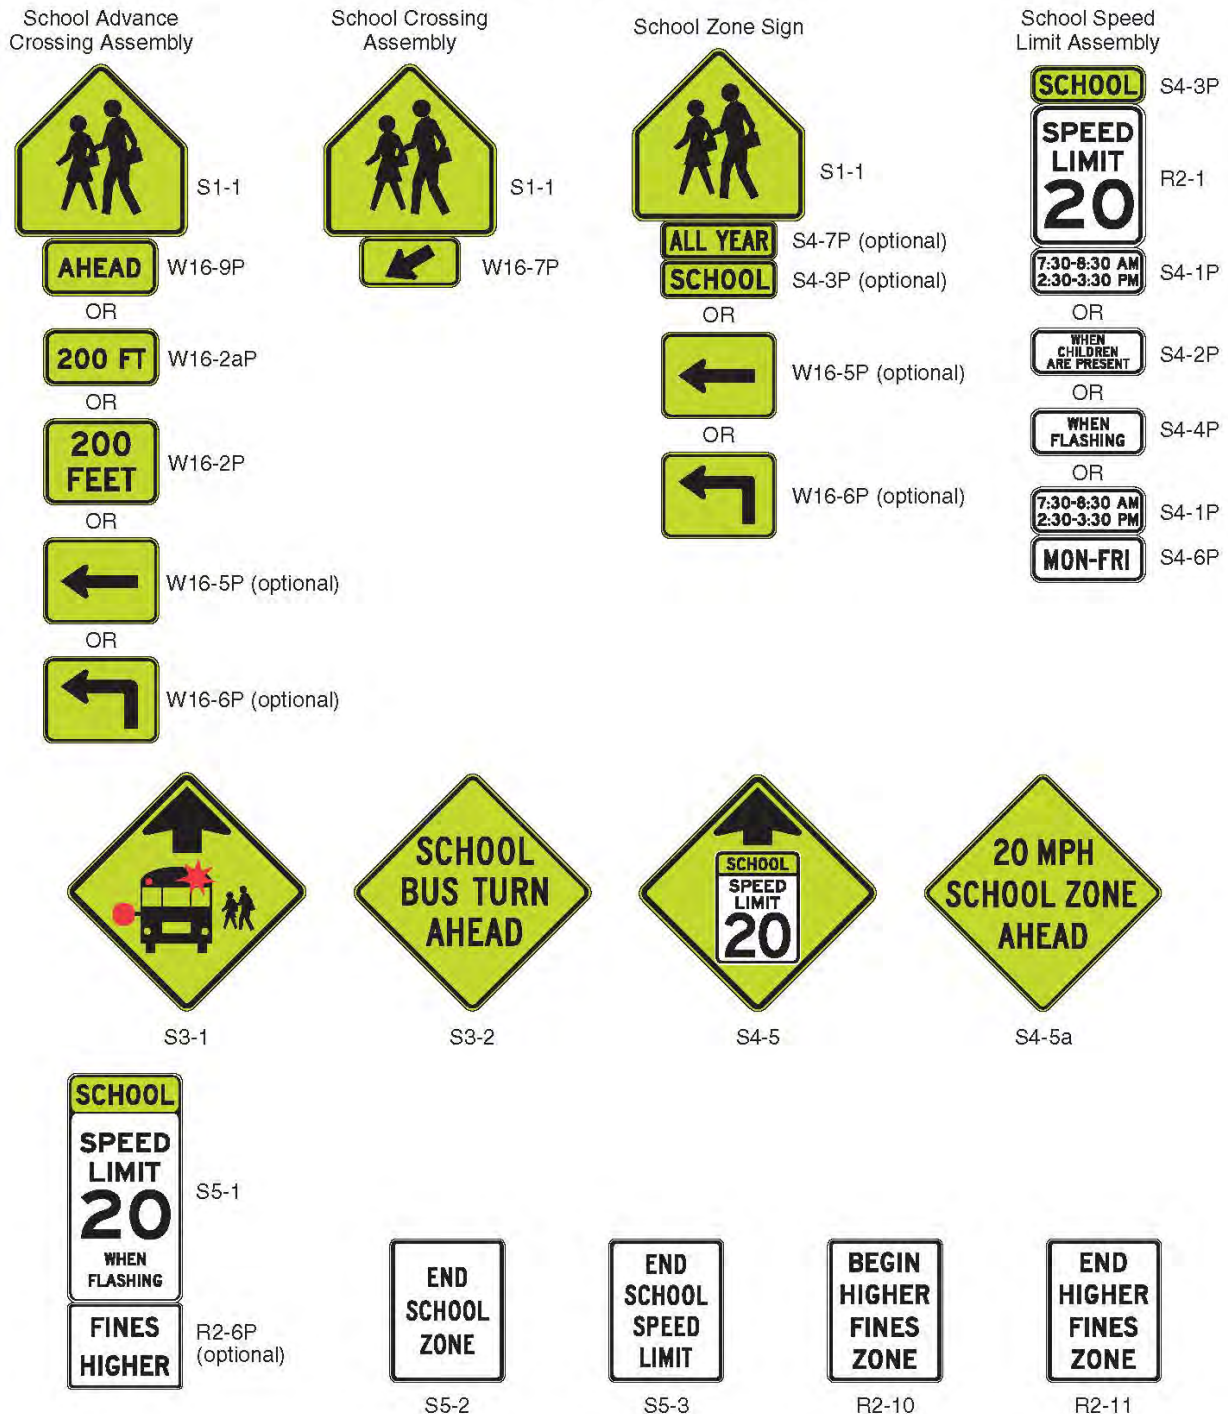 School Advance
Crossing Assembly
S1-1
AHEAD
W16-9P
OR
200 FT
W16-2aP
OR
200
FEET
W16-2P
OR
W16-5P (optional)
OR
W16-6P (optional)
School Crossing
Assembly
S1-1
W16-7P
School Zone Sign
S1-1
ALL YEAR
S4-7P (optional)
SCHOOL
S4-3P (optional)
OR
W16-5P (optional)
OR
W16-6P (optional)
School Speed
Limit Assembly
SCHOOL
S4-3P
SPEED
LIMIT
20
R2-1
7:30-8:30 AM
2:30-3:30 PM
S4-1P
OR
WHEN
CHILDREN
ARE PRESENT
S4-2P
OR
WHEN
FLASHING
S4-4P
OR
7:30-8:30 AM
2:30-3:30 PM
S4-1P
MON-FRI
S4-6P
S3-1
SCHOOL
BUS TURN
AHEAD
S3-2
SCHOOL
SPEED
LIMIT
20
S4-5
20 MPH
SCHOOL ZONE
AHEAD
S4-5a
SCHOOL
SPEED
LIMIT
20
WHEN
FLASHING
S5-1
FINES
HIGHER
R2-6P
(optional)
END
SCHOOL
ZONE
S5-2
END
SCHOOL
SPEED
LIMIT
S5-3
BEGIN
HIGHER
FINES
ZONE
R2-10
END
HIGHER
FINES
ZONE
R2-11